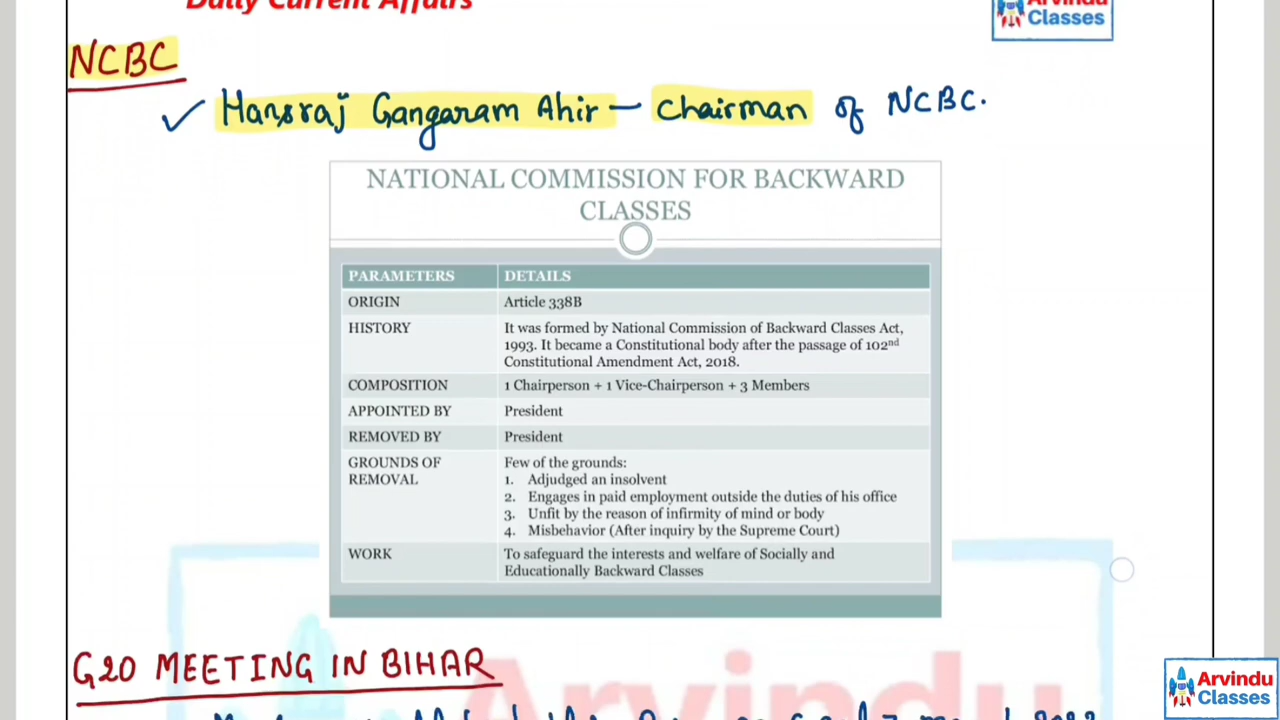 Daily Current Affairs
Arvindu
Classes
NCBC
✓ Hansraj Gangaram Ahir – Chairman of NCBC.
NATIONAL COMMISSION FOR BACKWARD
CLASSES
PARAMETERS DETAILS
ORIGIN Article 338B
HISTORY It was formed by National Commission of Backward Classes Act,
1993. It became a Constitutional body after the passage of 102nd
Constitutional Amendment Act, 2018.
COMPOSITION 1 Chairperson + 1 Vice-Chairperson + 3 Members
APPOINTED BY President
REMOVED BY President
GROUNDS OF Few of the grounds:
REMOVAL 1. Adjudged an insolvent
2. Engages in paid employment outside the duties of his office
3. Unfit by the reason of infirmity of mind or body
4. Misbehavior (After inquiry by the Supreme Court)
WORK To safeguard the interests and welfare of Socially and
Educationally Backward Classes
G20 MEETING IN BIHAR
Arvindu
Arvindu
Classes